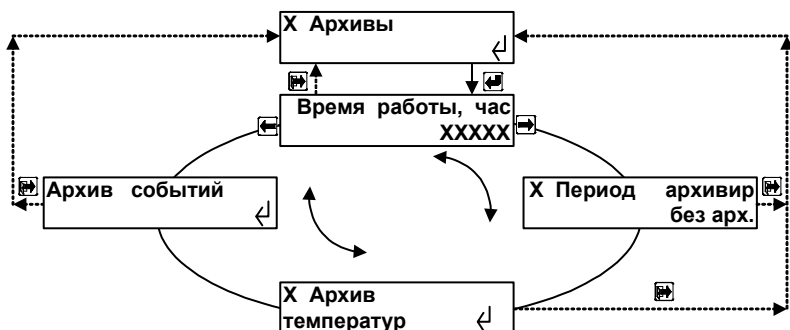 X Архивы
Время работы, час
XXXXX
Архив событий
X Период архивир
без арх.
X Архив
температур